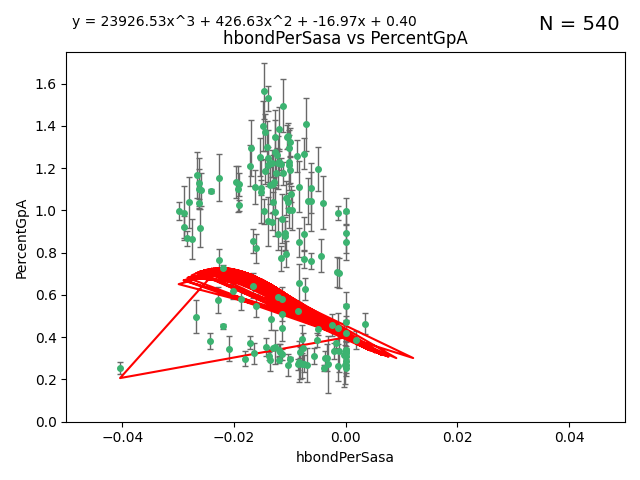 y = 23926.53x^3 + 426.63x^2 + -16.97x + 0.40
N = 540
hbondPerSasa vs PercentGpA
PercentGpA
1.6
1.4
1.2
1.0
0.8
0.6
0.4
0.2
0.0
−0.04 −0.02 0.00 0.02 0.04
hbondPerSasa